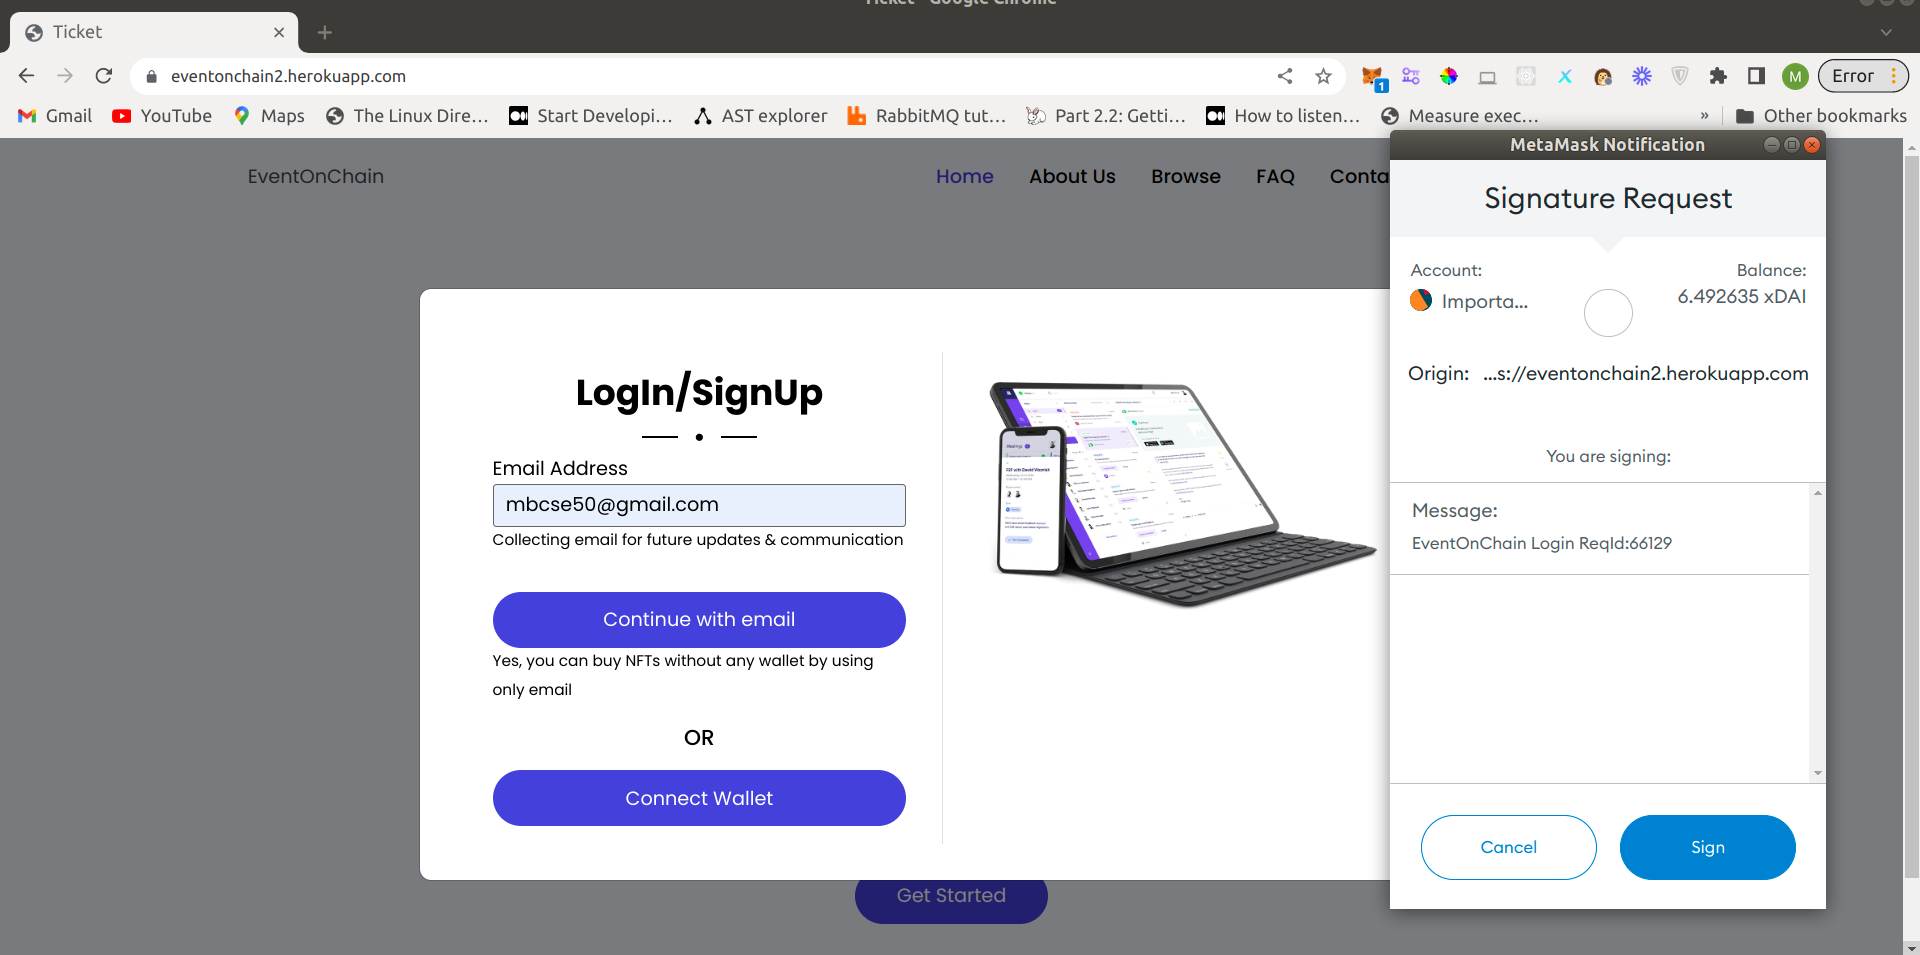 Ticket - Google Chrome
Ticket
eventonchain2.herokuapp.com
1
M
Error
Gmail
YouTube
Maps
The Linux Dire...
Start Developi...
AST explorer
RabbitMQ tut...
Part 2.2: Getti...
How to listen...
Measure exec...
»
Other bookmarks
EventOnChain
Home
About Us
Browse
FAQ
Conta
LogIn/SignUp
Email Address
mbcse50@gmail.com
Collecting email for future updates & communication
Continue with email
Yes, you can buy NFTs without any wallet by using
only email
OR
Connect Wallet
Get Started
MetaMask Notification
Signature Request
Account:
Balance:
Importa...
6.492635 xDAI
Origin:
...s://eventonchain2.herokuapp.com
You are signing:
Message:
EventOnChain Login ReqId:66129
Cancel
Sign